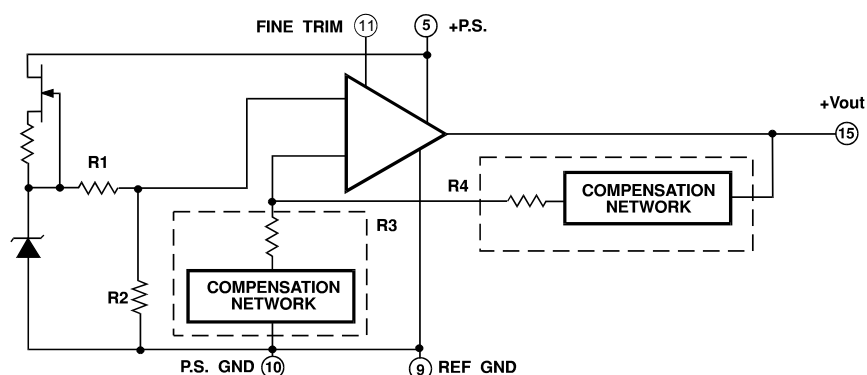 FINE TRIM 11
5 +P.S.
+Vout
15
R1
R4
COMPENSATION
NETWORK
R3
R2
COMPENSATION
NETWORK
P.S. GND 10
9 REF GND